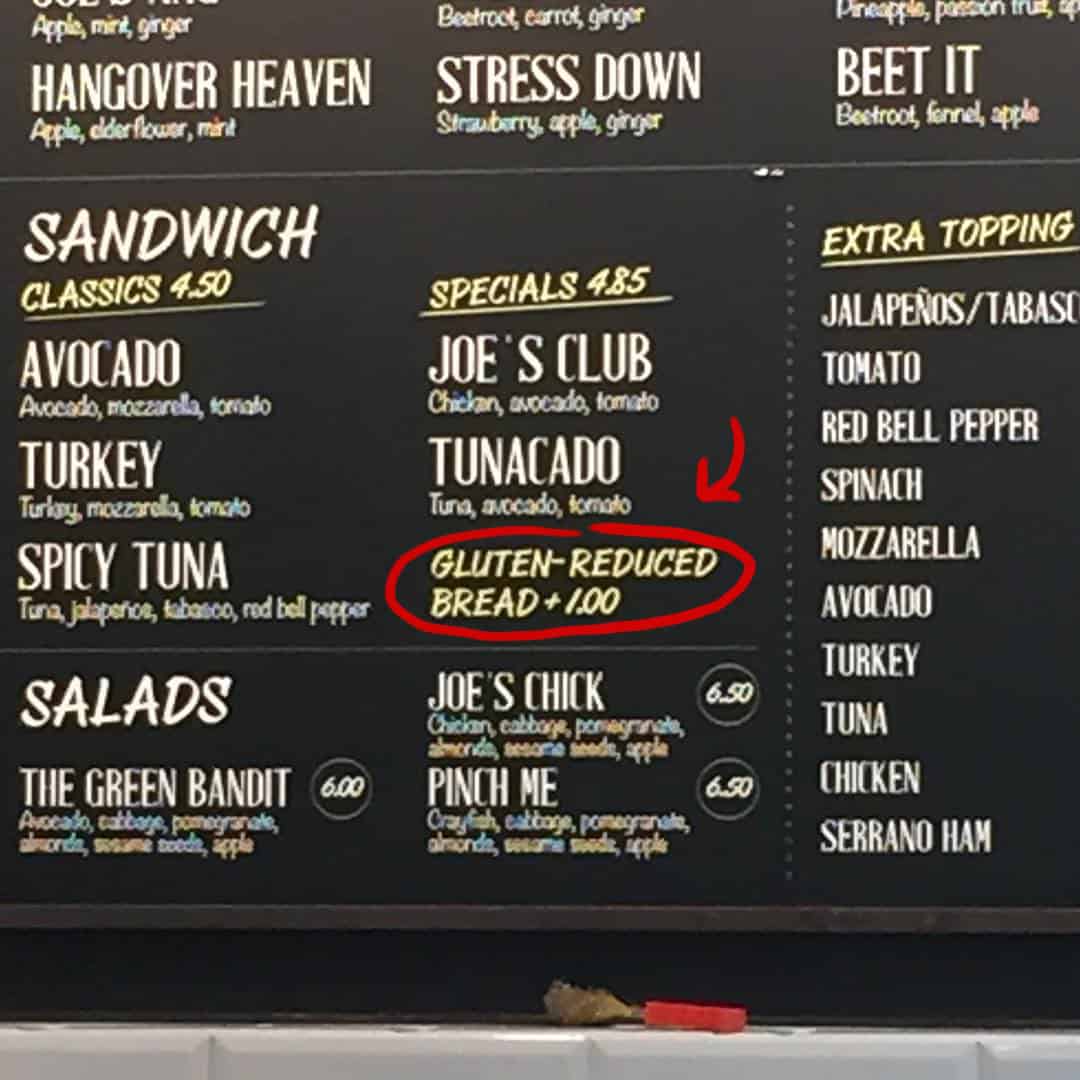 Apple, mint, ginger
Beetroot, carrot, ginger
Pineapple, passion fruit,
HANGOVER HEAVEN
Apple, elderflower, mint
STRESS DOWN
Strawberry, apple, ginger
BEET IT
Beetroot, fennel, apple
SANDWICH
CLASSICS 4.50
AVOCADO
Avocado, mozzarella, tomato
TURKEY
Turkey, mozzarella, tomato
SPICY TUNA
Tuna, jalapeños, tabasco, red bell pepper
SPECIALS 4.85
JOE'S CLUB
Chicken, avocado, tomato
TUNACADO
Tuna, avocado, tomato
GLUTEN-REDUCED
BREAD + 1.00
SALADS
THE GREEN BANDIT 6.00
Avocado, cabbage, pomegranate,
almonds, sesame seeds, apple
JOE'S CHICK 6.50
Chicken, cabbage, pomegranate,
almonds, sesame seeds, apple
PINCH ME 6.50
Crayfish, cabbage, pomegranate,
almonds, sesame seeds, apple
EXTRA TOPPING
JALAPEÑOS/TABASC
TOMATO
RED BELL PEPPER
SPINACH
MOZZARELLA
AVOCADO
TURKEY
TUNA
CHICKEN
SERRANO HAM